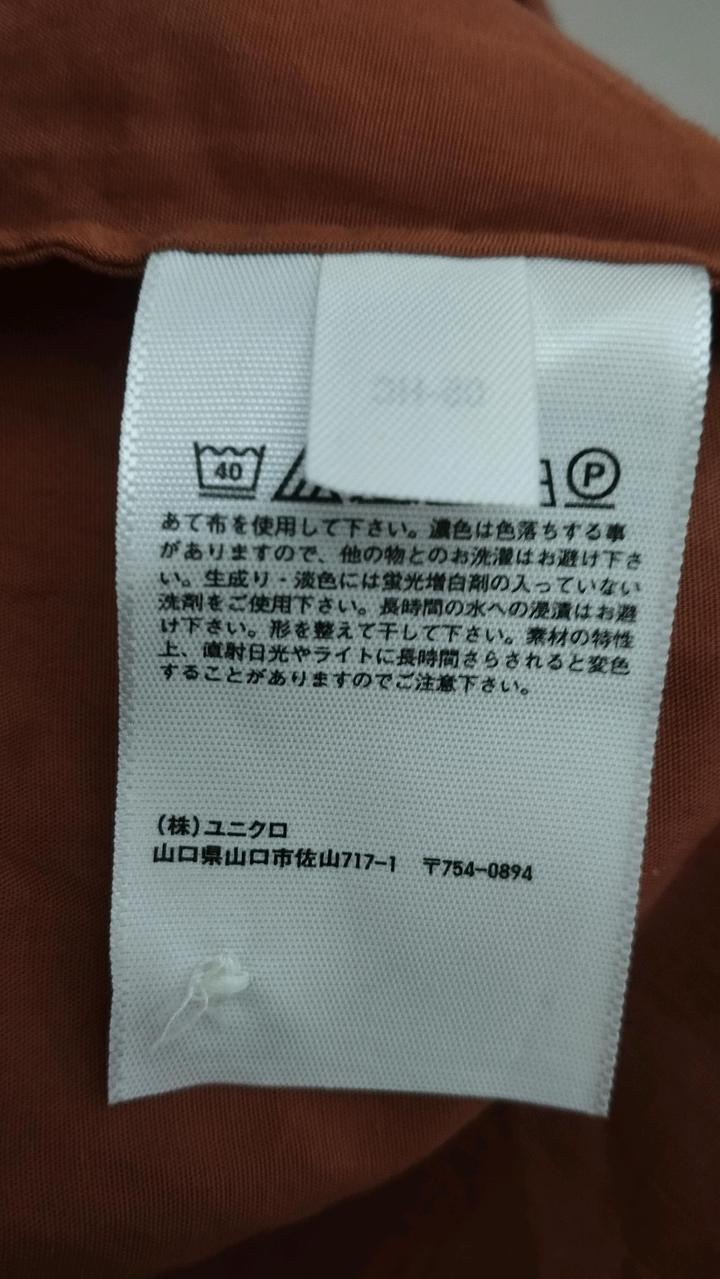 40 P
あて布を使用して下さい。濃色は色落ちする事
がありますので、他の物とのお洗濯はお避け下さ
い。生成り・淡色には蛍光増白剤の入っていない
洗剤をご使用下さい。長時間の水への浸漬はお避
け下さい。形を整えて干して下さい。素材の特性
上、直射日光やライトに長時間さらされると変色
することがありますのでご注意下さい。
(株)ユニクロ
山口県山口市佐山717-1 〒754-0894